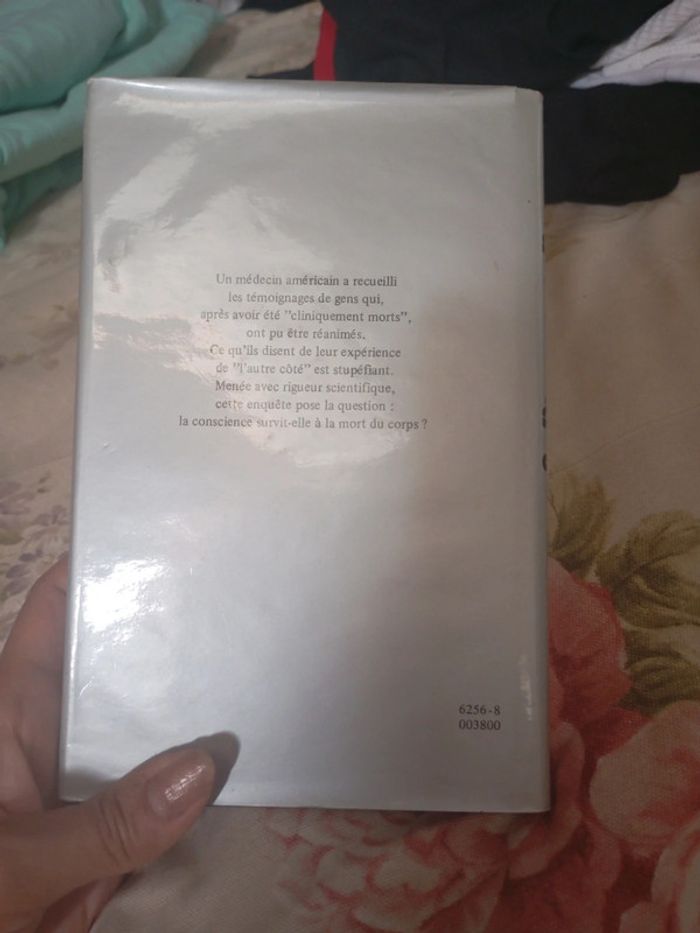 Un médecin américain a recueilli
les témoignages de gens qui,
après avoir été "cliniquement morts",
ont pu être réanimés.
Ce qu'ils disent de leur expérience
de "l'autre côté" est stupéfiant.
Menée avec rigueur scientifique,
cette enquête pose la question :
la conscience survit-elle à la mort du corps ?
6256-8
003800